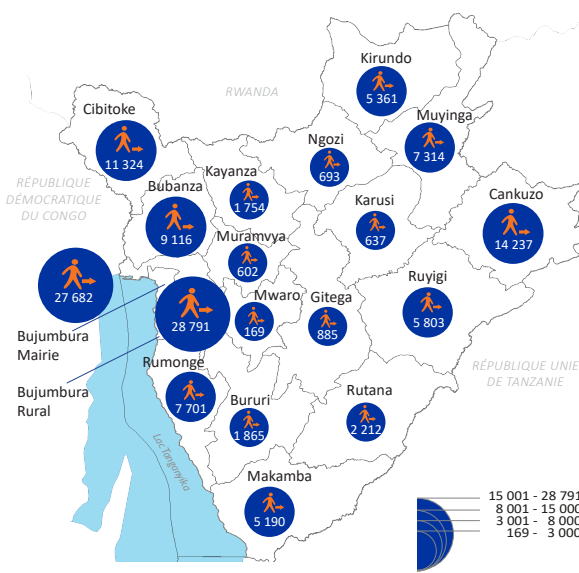 Kirundo
5 361
RWANDA
Cibitoke
11 324
Muyinga
7 314
Ngozi
693
RÉPUBLIQUE
DÉMOCRATIQUE
DU CONGO
Kayanza
1 754
Bubanza
9 116
Karusi
637
Cankuzo
14 237
Muramvya
602
27 682
Mwaro
169
Gitega
885
Ruyigi
5 803
28 791
Bujumbura
Mairie
Bujumbura
Rural
Rumonge
7 701
RÉPUBLIQUE UNIE
DE TANZANIE
Bururi
1 865
Rutana
2 212
Lac Tanganyika
Makamba
5 190
15 001 - 28 791
8 001 - 15 000
3 001 - 8 000
169 - 3 000